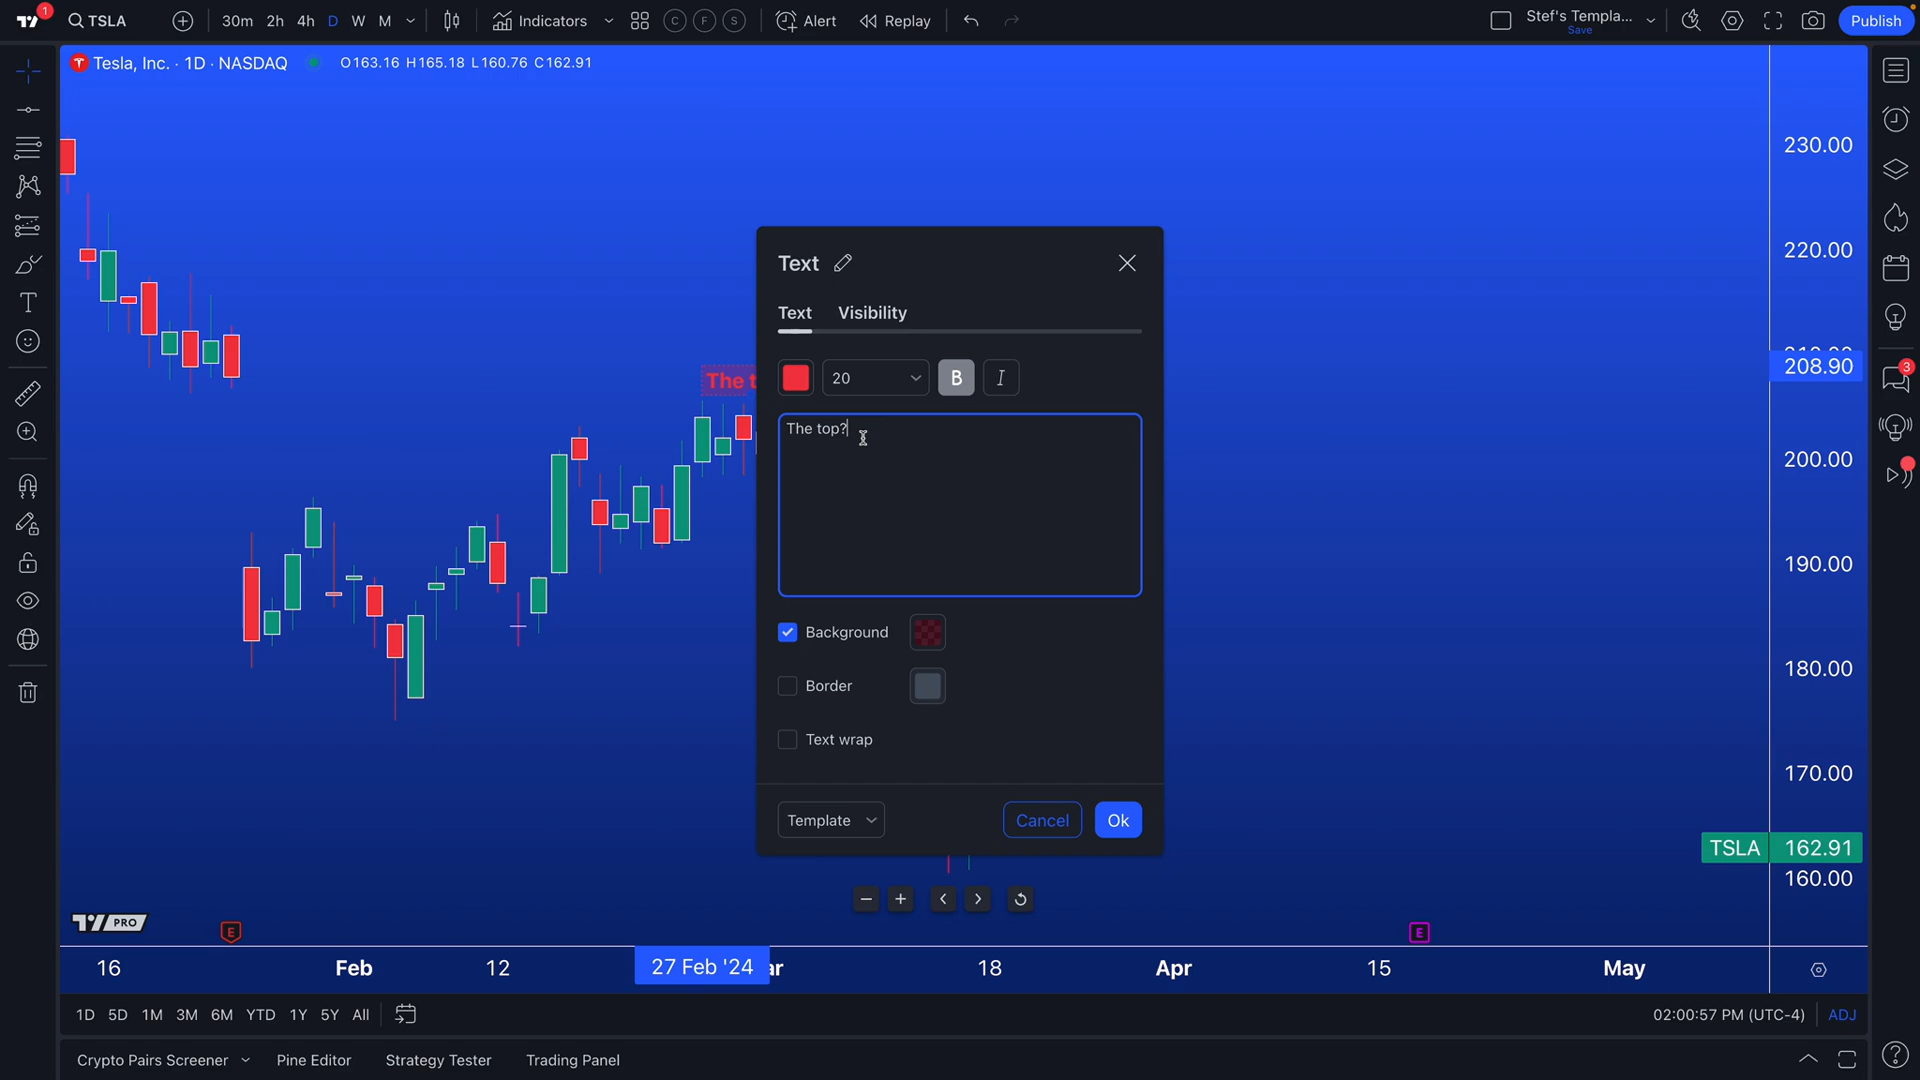 1
TSLA
30m
2h
4h
D
W
M
Indicators
C
F
S
Alert
Replay
Stef's Templa...
Save
Publish
Tesla, Inc. · 1D · NASDAQ
O163.16 H165.18 L160.76 C162.91
230.00
220.00
208.90
200.00
190.00
180.00
170.00
TSLA 162.91
160.00
The t
Text
Text
Visibility
20
B
I
The top?
Background
Border
Text wrap
Template
Cancel
Ok
3
PRO
E
E
16
Feb
12
27 Feb '24
ar
18
Apr
15
May
1D
5D
1M
3M
6M
YTD
1Y
5Y
All
02:00:57 PM (UTC-4)
ADJ
Crypto Pairs Screener
Pine Editor
Strategy Tester
Trading Panel